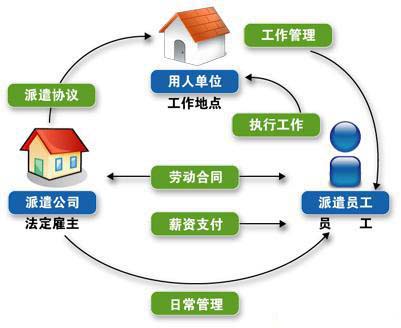 工作管理
用人单位
工作地点
派遣协议
执行工作
劳动合同
派遣公司
法定雇主
薪资支付
派遣员工
员 工
日常管理